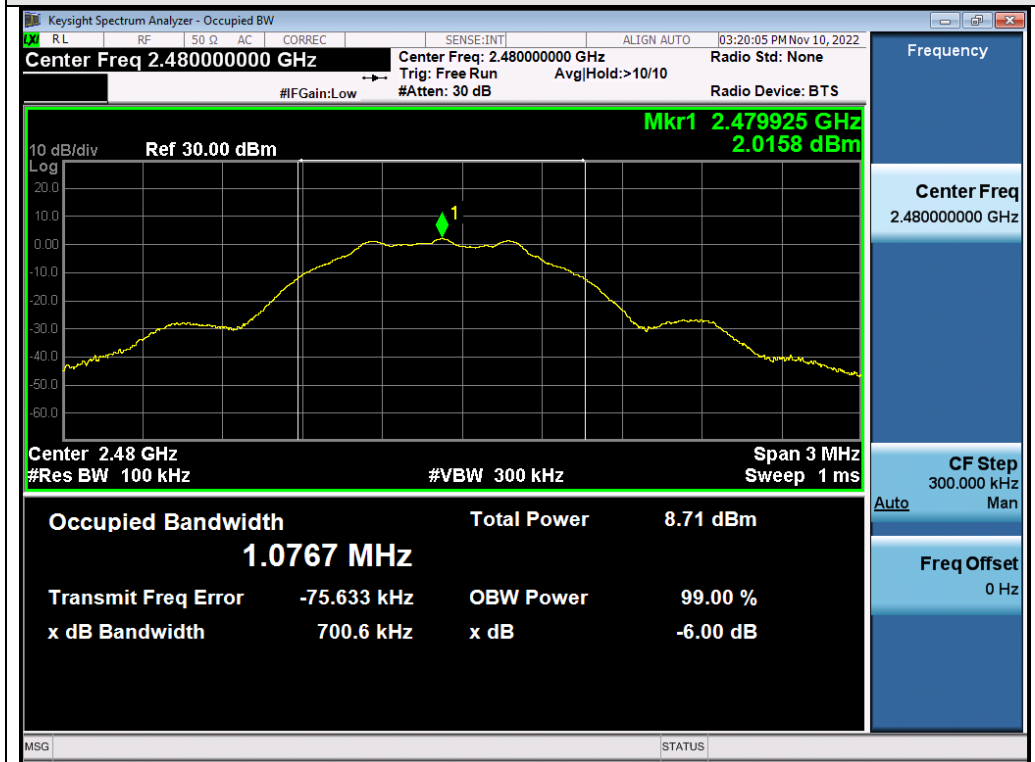 Keysight Spectrum Analyzer - Occupied BW
LXI RL RF 50 Ω AC CORREC SENSE:INT ALIGN AUTO 03:20:05 PM Nov 10, 2022
Center Freq 2.480000000 GHz
Center Freq: 2.480000000 GHz Radio Std: None
Trig: Free Run Avg|Hold:>10/10
#IFGain:Low #Atten: 30 dB Radio Device: BTS
Mkr1 2.479925 GHz
2.0158 dBm
10 dB/div Ref 30.00 dBm
Log
20.0
10.0
1
0.00
-10.0
-20.0
-30.0
-40.0
-50.0
-60.0
Center 2.48 GHz Span 3 MHz
#Res BW 100 kHz #VBW 300 kHz Sweep 1 ms
Occupied Bandwidth Total Power 8.71 dBm
1.0767 MHz
Transmit Freq Error -75.633 kHz OBW Power 99.00 %
x dB Bandwidth 700.6 kHz x dB -6.00 dB
MSG STATUS
Frequency
Center Freq
2.480000000 GHz
CF Step
300.000 kHz
Auto Man
Freq Offset
0 Hz